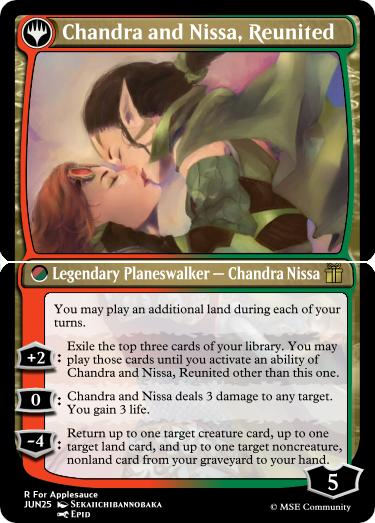 Chandra and Nissa, Reunited
Legendary Planeswalker — Chandra Nissa
You may play an additional land during each of your
turns.
+2: Exile the top three cards of your library. You may
play those cards until you activate an ability of
Chandra and Nissa, Reunited other than this one.
0: Chandra and Nissa deals 3 damage to any target.
You gain 3 life.
-4: Return up to one target creature card, up to one
target land card, and up to one target noncreature,
nonland card from your graveyard to your hand.
5
R For Applesauce
JUN25 Sekaiichibannobaka
Epid
© MSE Community